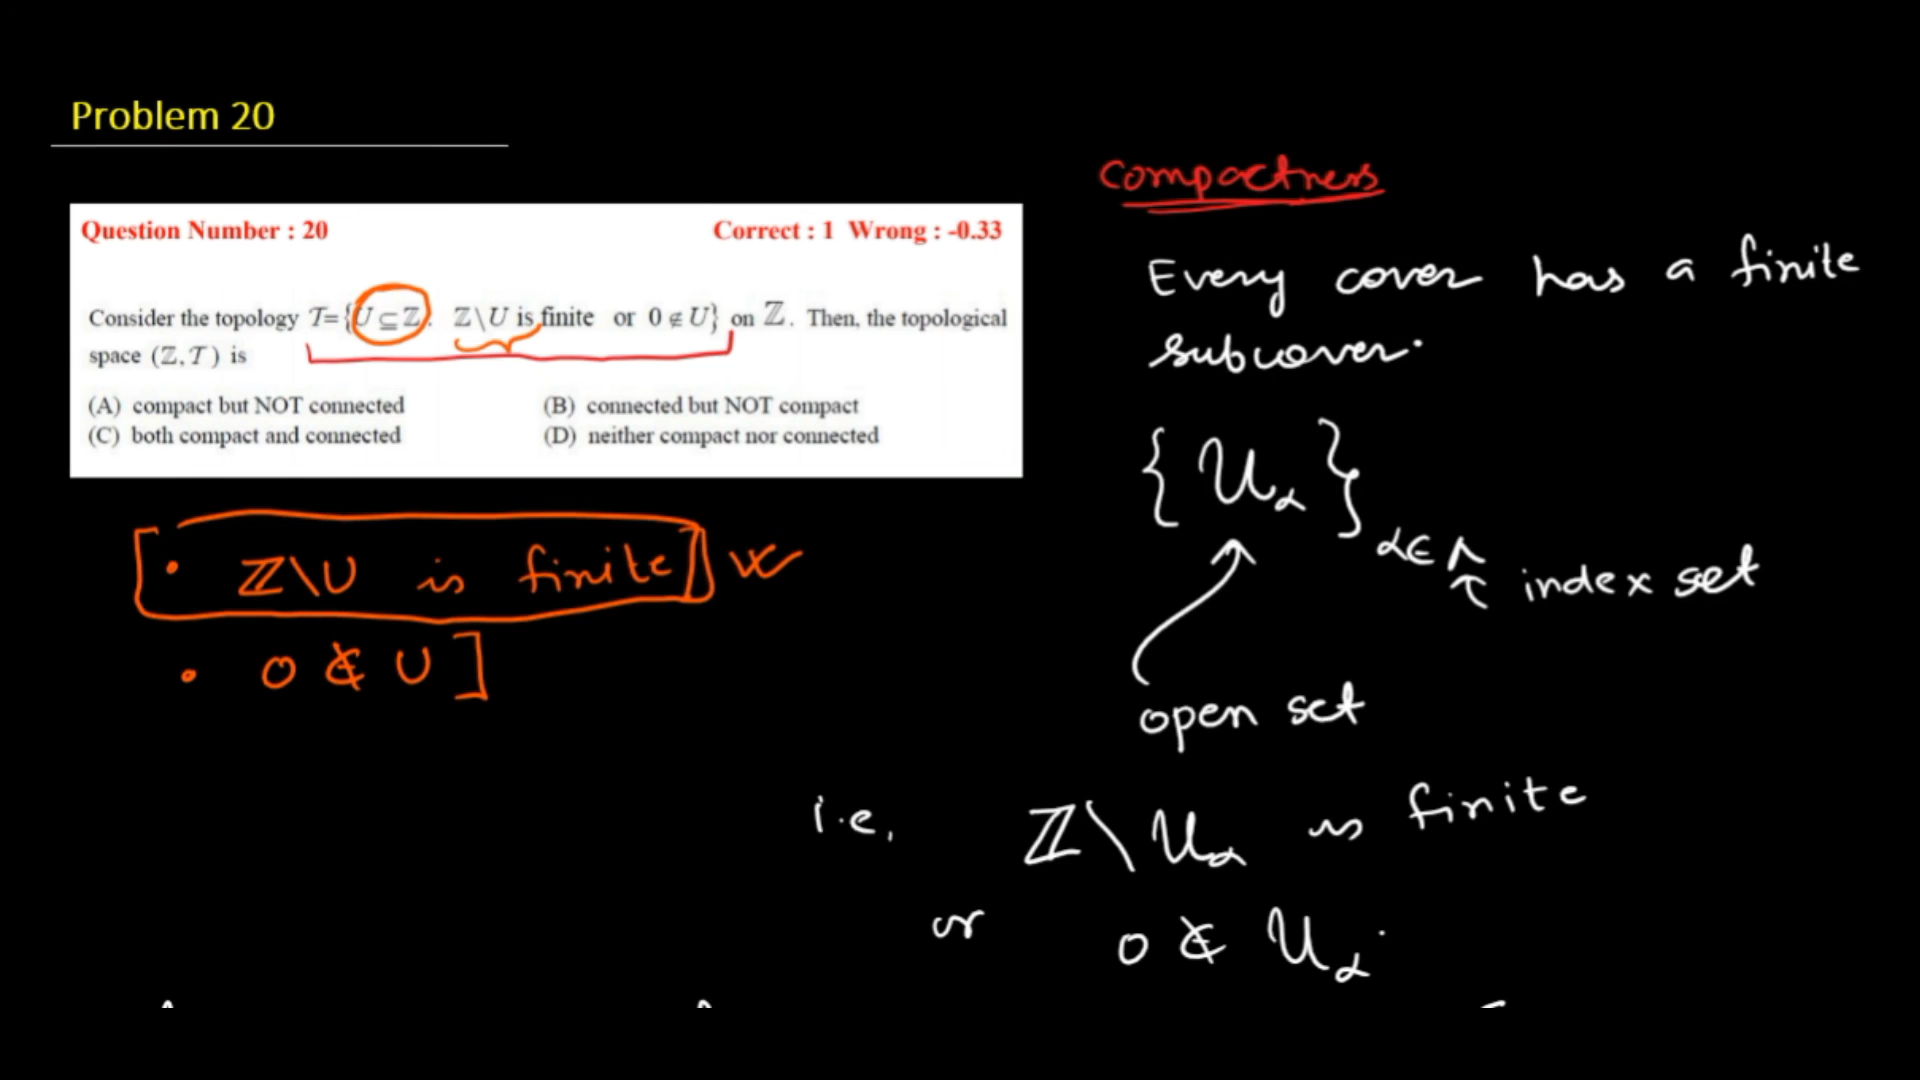 Problem 20
Question Number : 20 Correct : 1 Wrong : -0.33
Consider the topology T={U⊆ℤ: ℤ\U is finite or 0∉U} on ℤ. Then, the topological
space (ℤ,T) is
(A) compact but NOT connected (B) connected but NOT compact
(C) both compact and connected (D) neither compact nor connected
• ℤ\U is finite]
• 0 ∉ U]
Compactness
Every cover has a finite
subcover.
{U_α}_α∈Λ
↑ index set
open set
i.e, ℤ\U_α is finite
or 0 ∉ U_α.